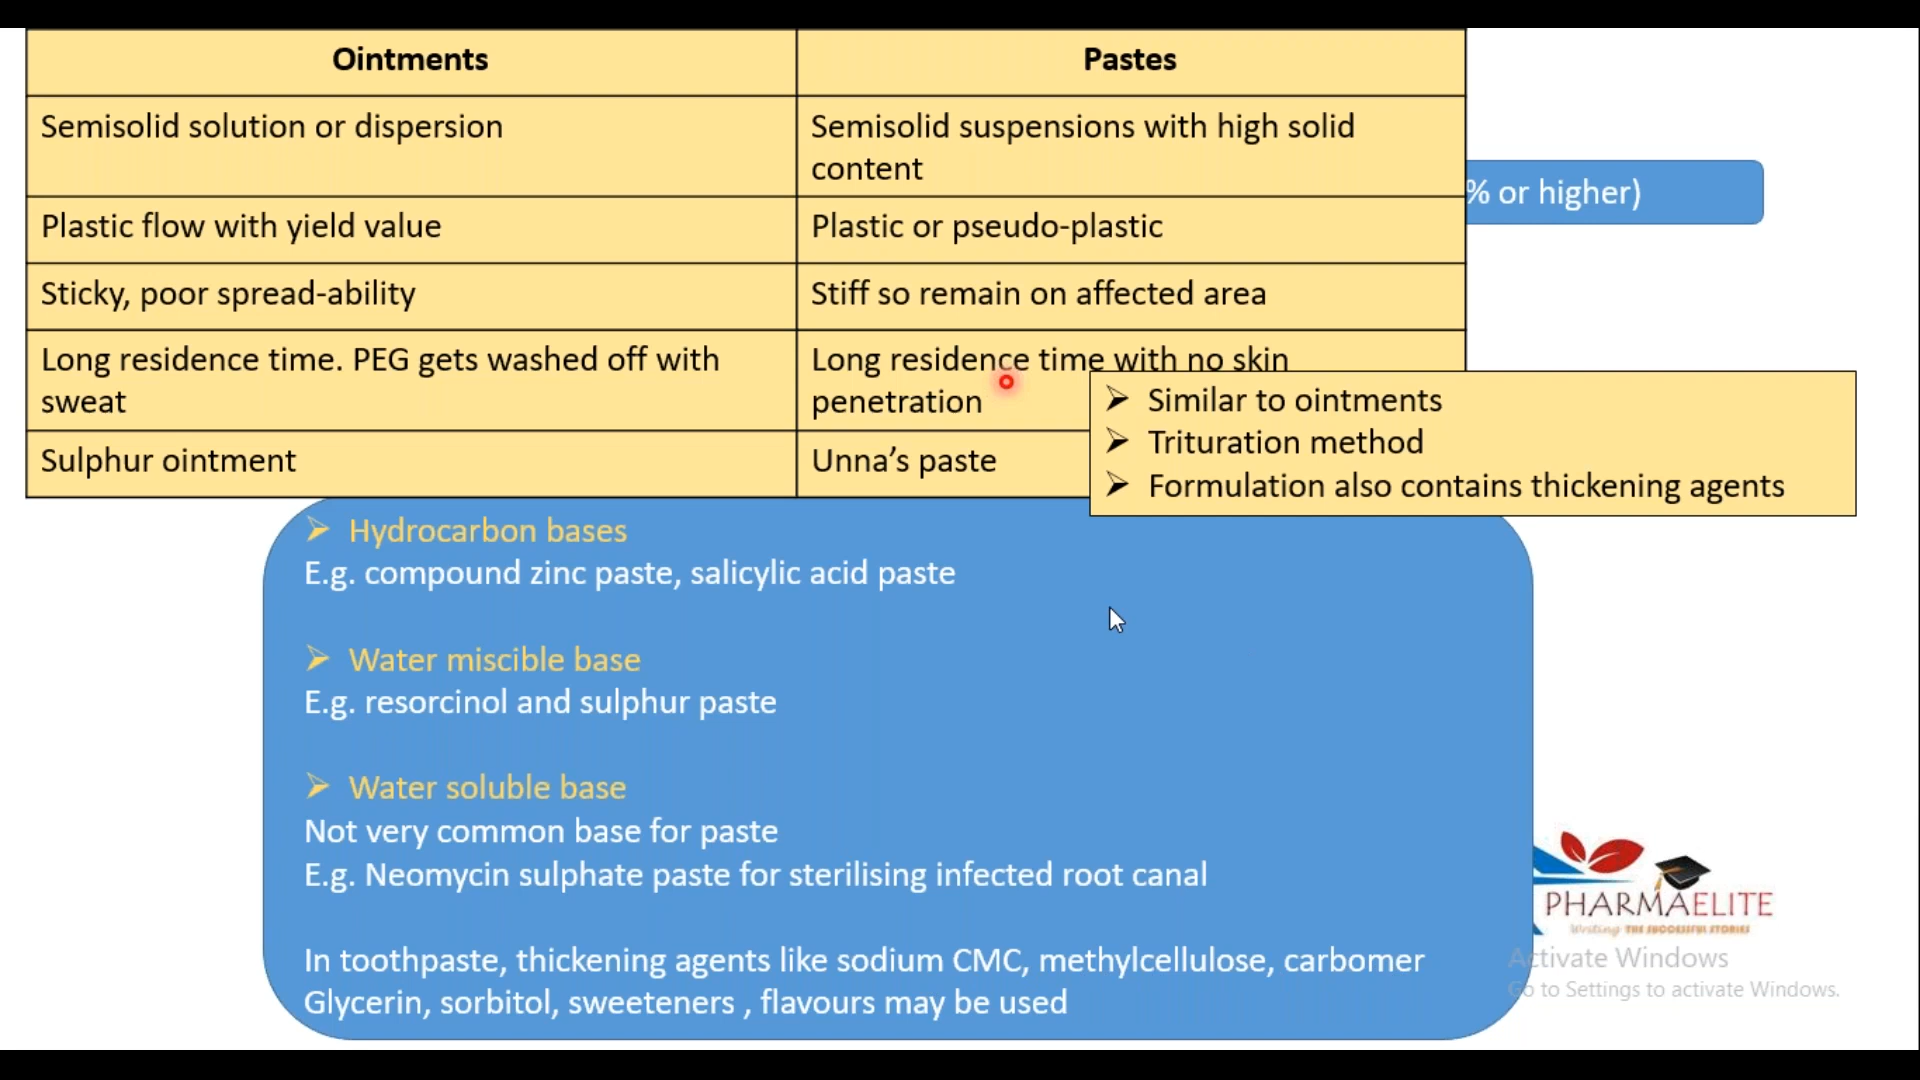 Ointments
Pastes
Semisolid solution or dispersion
Semisolid suspensions with high solid
content
% or higher)
Plastic flow with yield value
Plastic or pseudo-plastic
Sticky, poor spread-ability
Stiff so remain on affected area
Long residence time. PEG gets washed off with
sweat
Long residence time with no skin
penetration
Sulphur ointment
Unna's paste
➢ Similar to ointments
➢ Trituration method
➢ Formulation also contains thickening agents
➢ Hydrocarbon bases
E.g. compound zinc paste, salicylic acid paste
➢ Water miscible base
E.g. resorcinol and sulphur paste
➢ Water soluble base
Not very common base for paste
E.g. Neomycin sulphate paste for sterilising infected root canal
In toothpaste, thickening agents like sodium CMC, methylcellulose, carbomer
Glycerin, sorbitol, sweeteners , flavours may be used
PHARMAELITE
Writing THE SUCCESSFUL STORIES
Activate Windows
Go to Settings to activate Windows.